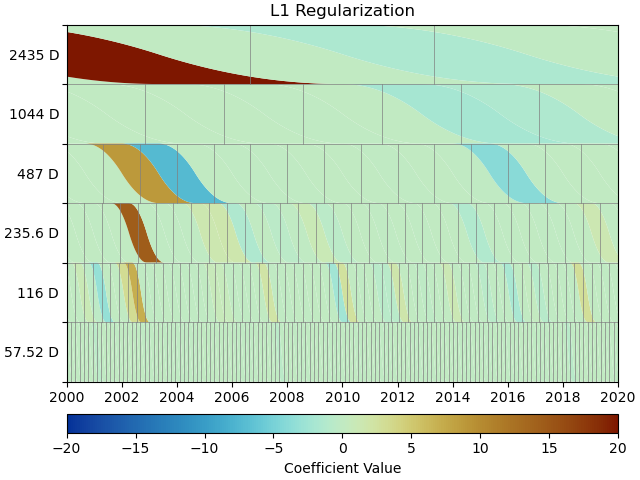 L1 Regularization
2435 D
1044 D
487 D
235.6 D
116 D
57.52 D
2000 2002 2004 2006 2008 2010 2012 2014 2016 2018 2020
−20 −15 −10 −5 0 5 10 15 20
Coefficient Value